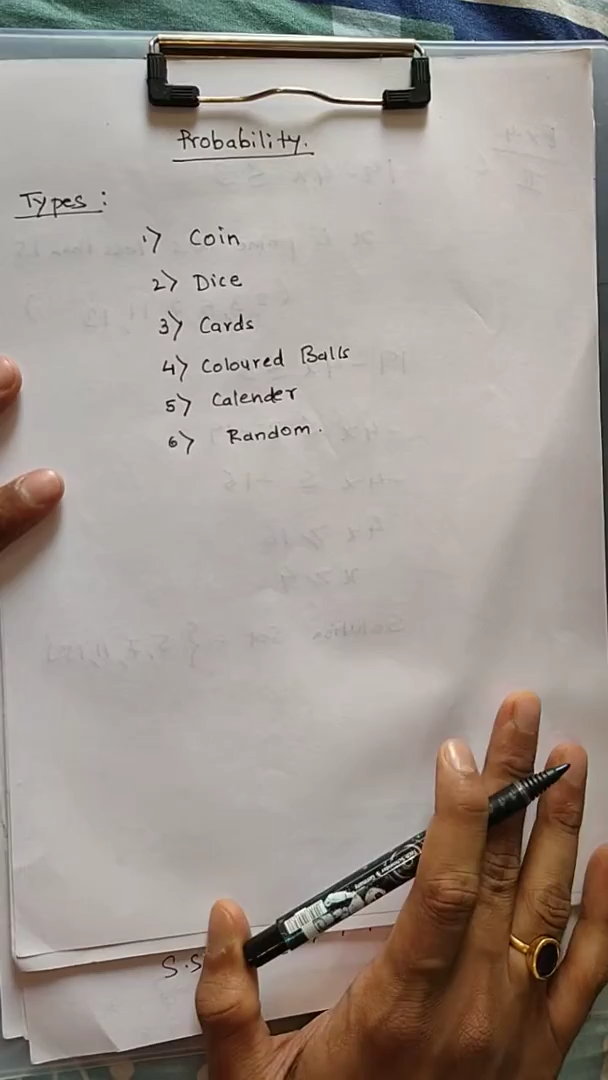 Probability.
Types :
1) Coin
2) Dice
3) Cards
4) Coloured Balls
5) Calender
6) Random.
S.S